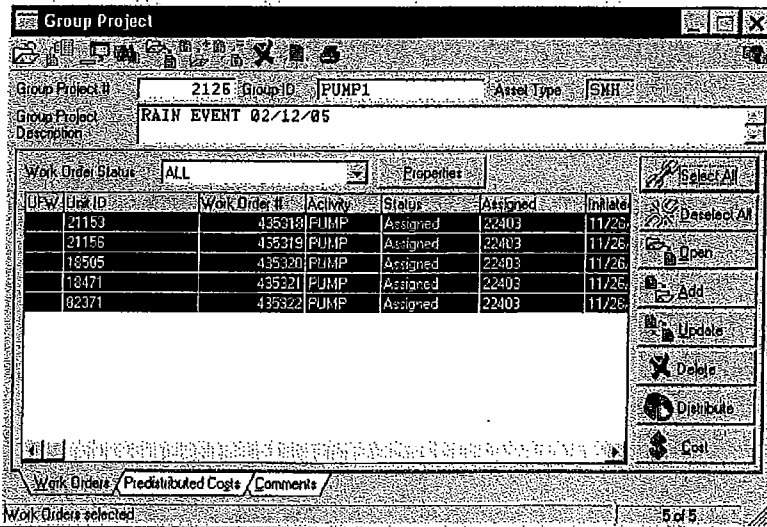 Group Project
Group Project # 2126 Group ID PUMP1 Asset Type SMH
Group Project Description RAIN EVENT 02/12/05
Work Order Status ALL Properties
UFW Unit ID Work Order # Activity Status Assigned Initiate
21153 435318 PUMP Assigned 22403 11/26/
21156 435319 PUMP Assigned 22403 11/26/
18505 435320 PUMP Assigned 22403 11/26/
18471 435321 PUMP Assigned 22403 11/26/
82371 435322 PUMP Assigned 22403 11/26/
Select All
Deselect All
Open
Add
Update
Delete
Distribute
Cost
Work Orders Predistributed Costs Comments
Work Orders selected 5 of 5